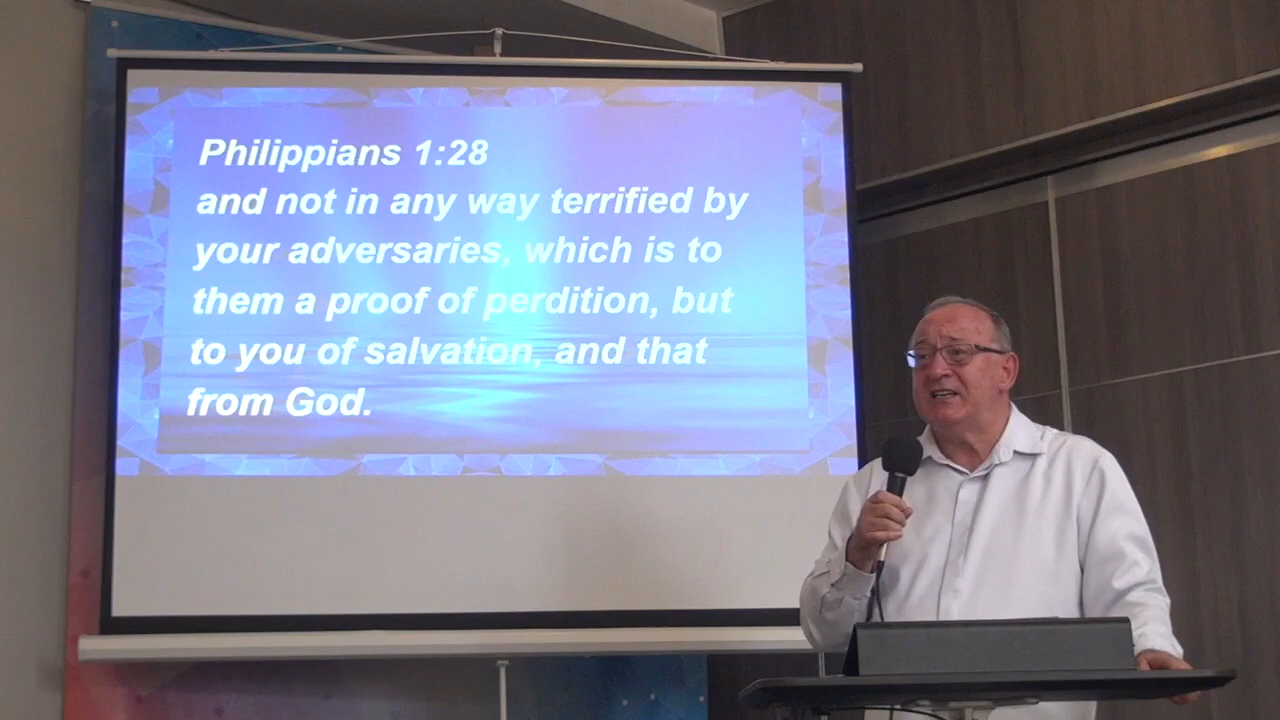 Philippians 1:28
and not in any way terrified by
your adversaries, which is to
them a proof of perdition, but
to you of salvation, and that
from God.